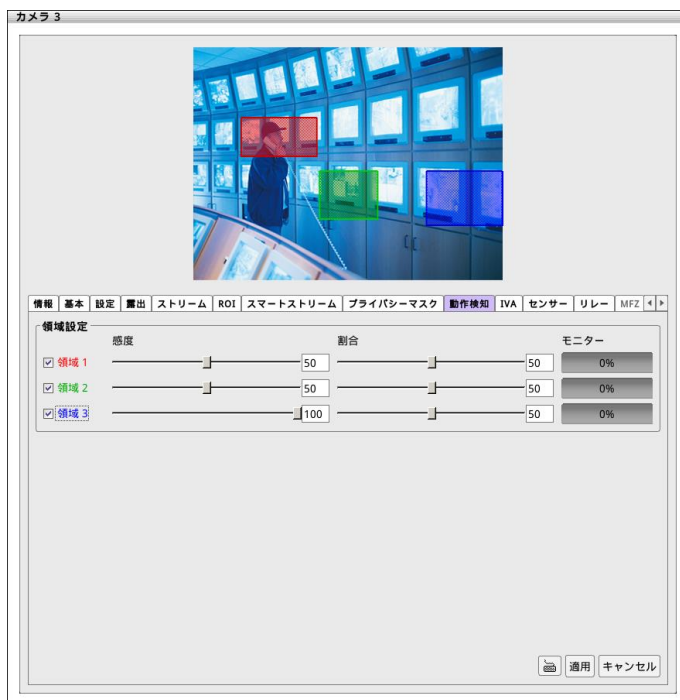 カメラ 3
情報 基本 設定 露出 ストリーム ROI スマートストリーム プライバシーマスク 動作検知 IVA センサー リレー MFZ
領域設定
感度 割合 モニター
領域 1 50 50 0%
領域 2 50 50 0%
領域 3 100 50 0%
適用 キャンセル